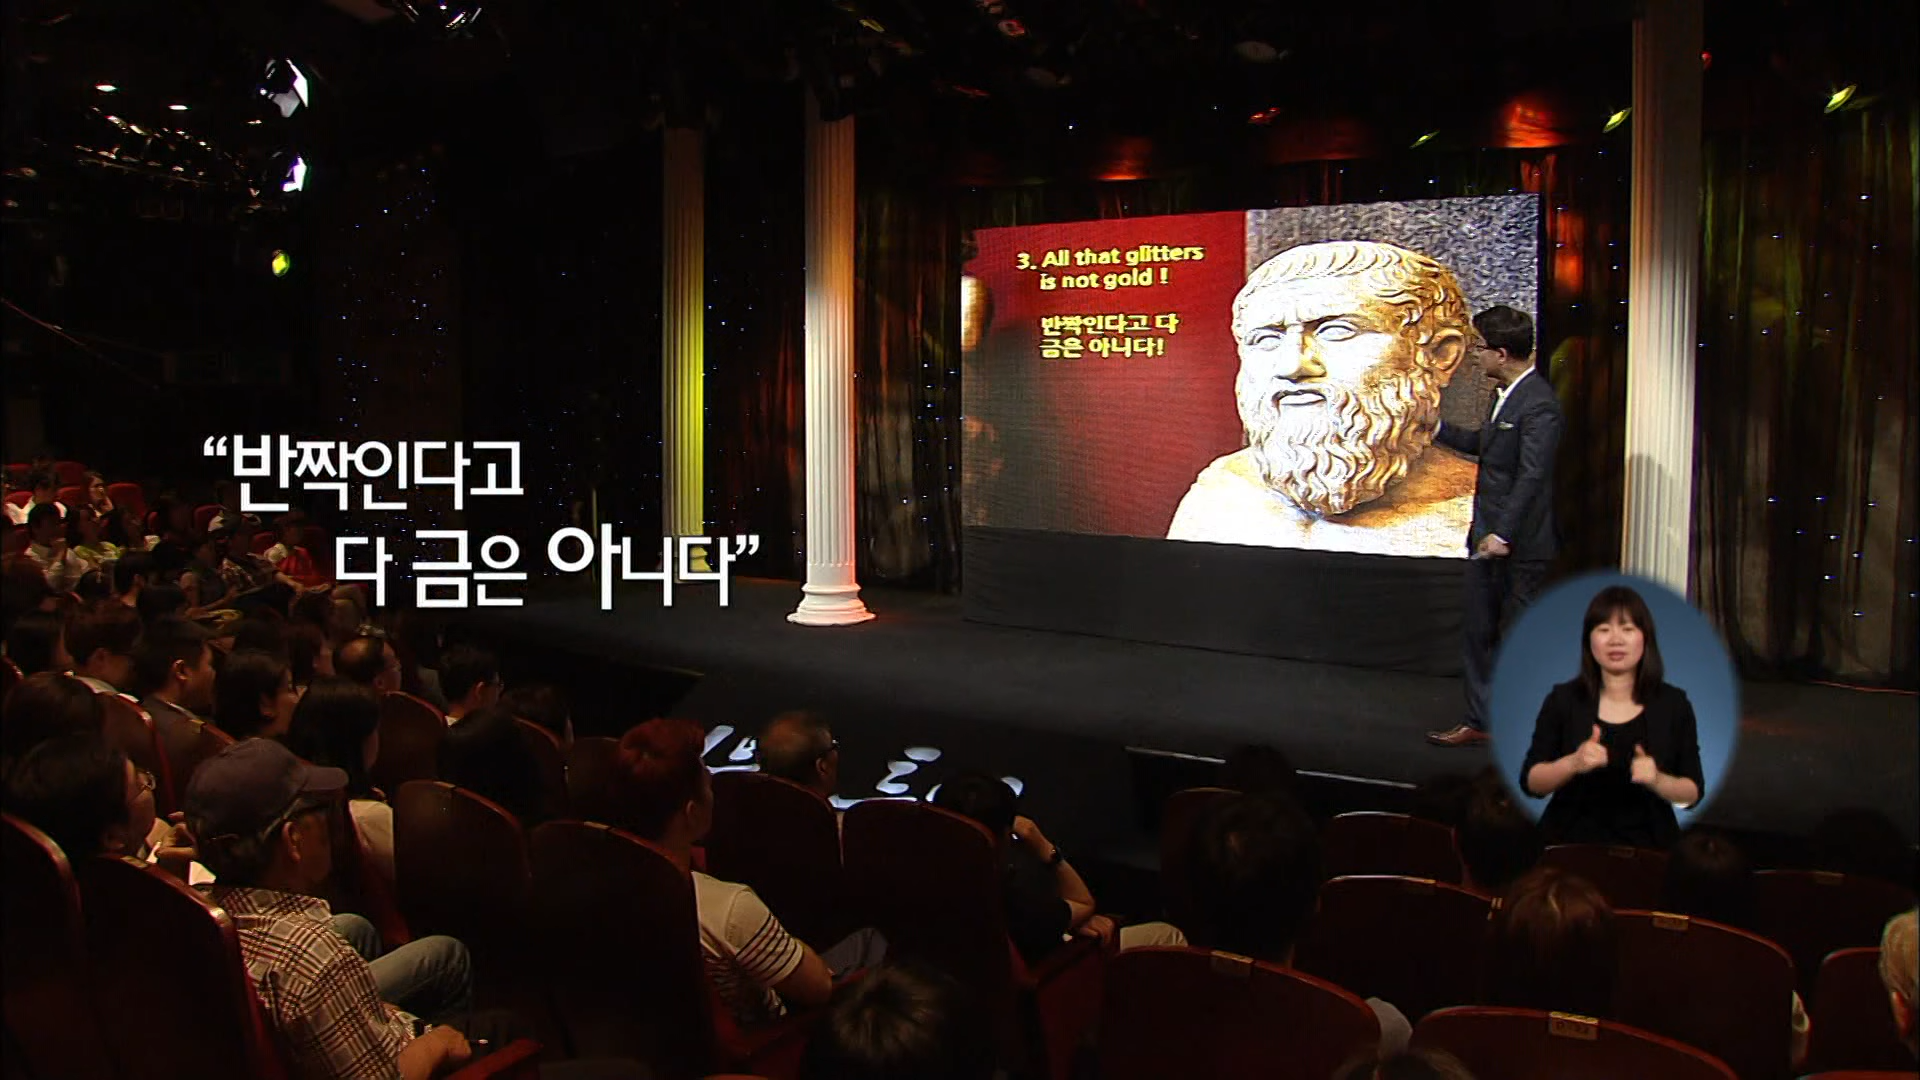 3. All that glitters
is not gold !
반짝인다고 다
금은 아니다!
“반짝인다고
다 금은 아니다”